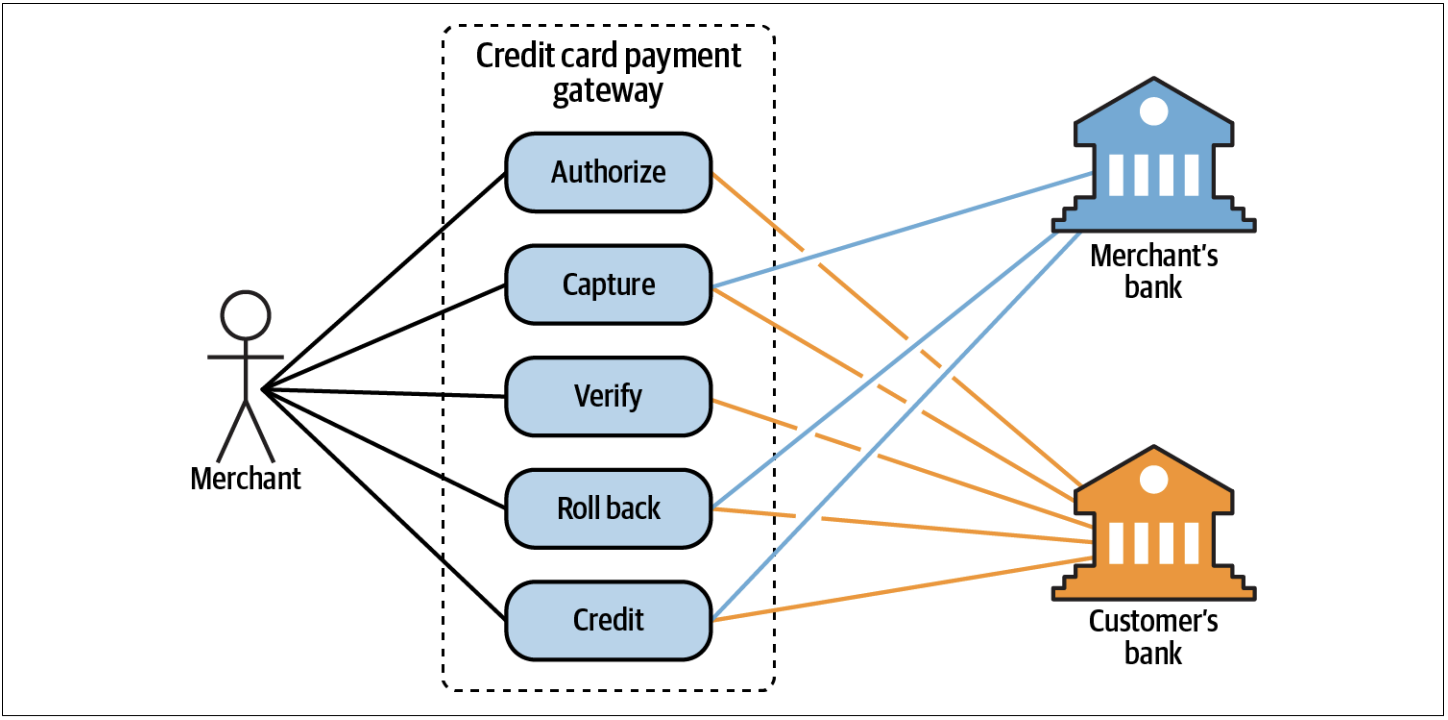 Credit card payment
gateway
Authorize
Capture
Verify
Roll back
Credit
Merchant
Merchant's
bank
Customer's
bank